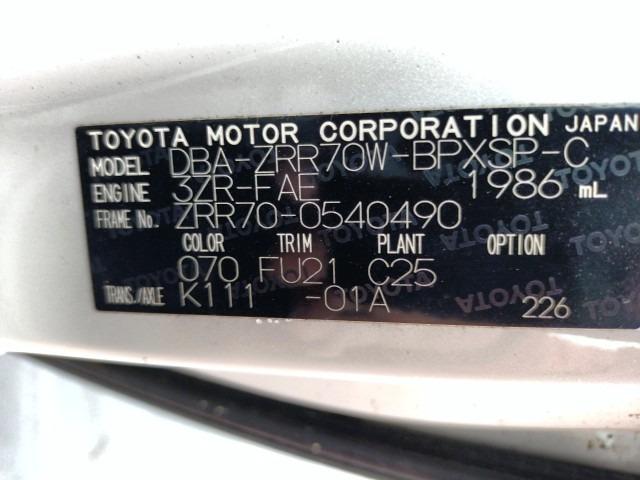 TOYOTA MOTOR CORPORATION JAPAN
MODEL DBA-ZRR70W-BPXSP-C
ENGINE 3ZR-FAE 1986 mL
FRAME No. ZRR70-0540490
COLOR TRIM PLANT OPTION
070 FU21 C25
TRANS./AXLE K111 -01A 226